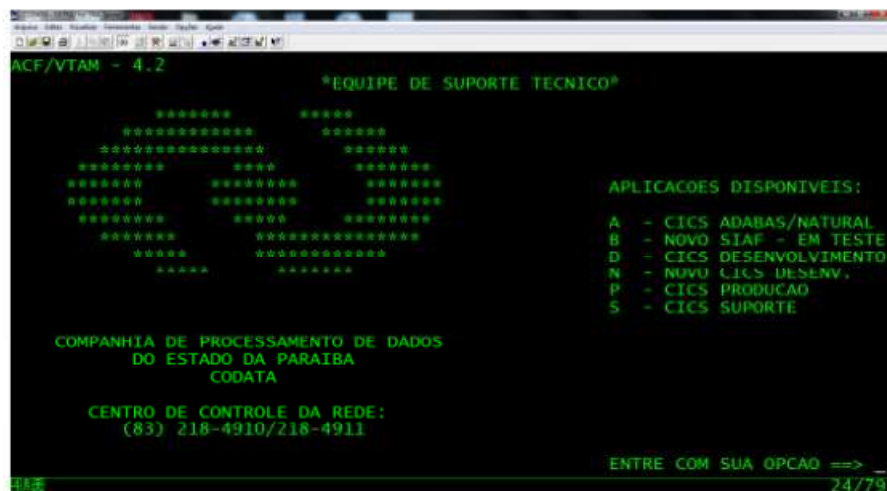 ACF/VTAM - 4.2
*EQUIPE DE SUPORTE TECNICO*
APLICACOES DISPONIVEIS:
A - CICS ADABAS/NATURAL
B - NOVO SIAF - EM TESTE
D - CICS DESENVOLVIMENTO
N - NOVO CICS DESENV.
P - CICS PRODUCAO
S - CICS SUPORTE
COMPANHIA DE PROCESSAMENTO DE DADOS
DO ESTADO DA PARAIBA
CODATA
CENTRO DE CONTROLE DA REDE:
(83) 218-4910/218-4911
ENTRE COM SUA OPCAO ==> _
24/79